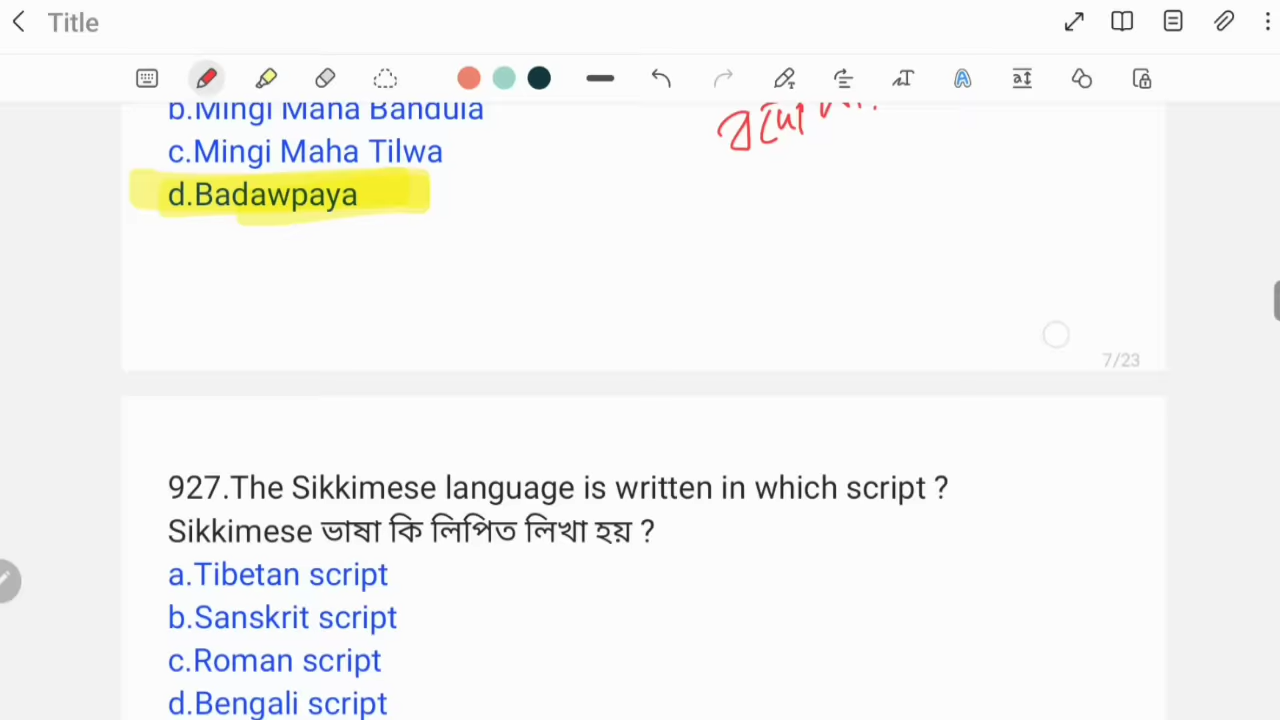 Title
b.Mingi Maha Bandula
c.Mingi Maha Tilwa
d.Badawpaya
7/23
927.The Sikkimese language is written in which script ?
Sikkimese ভাষা কি লিপিত লিখা হয় ?
a.Tibetan script
b.Sanskrit script
c.Roman script
d.Bengali script